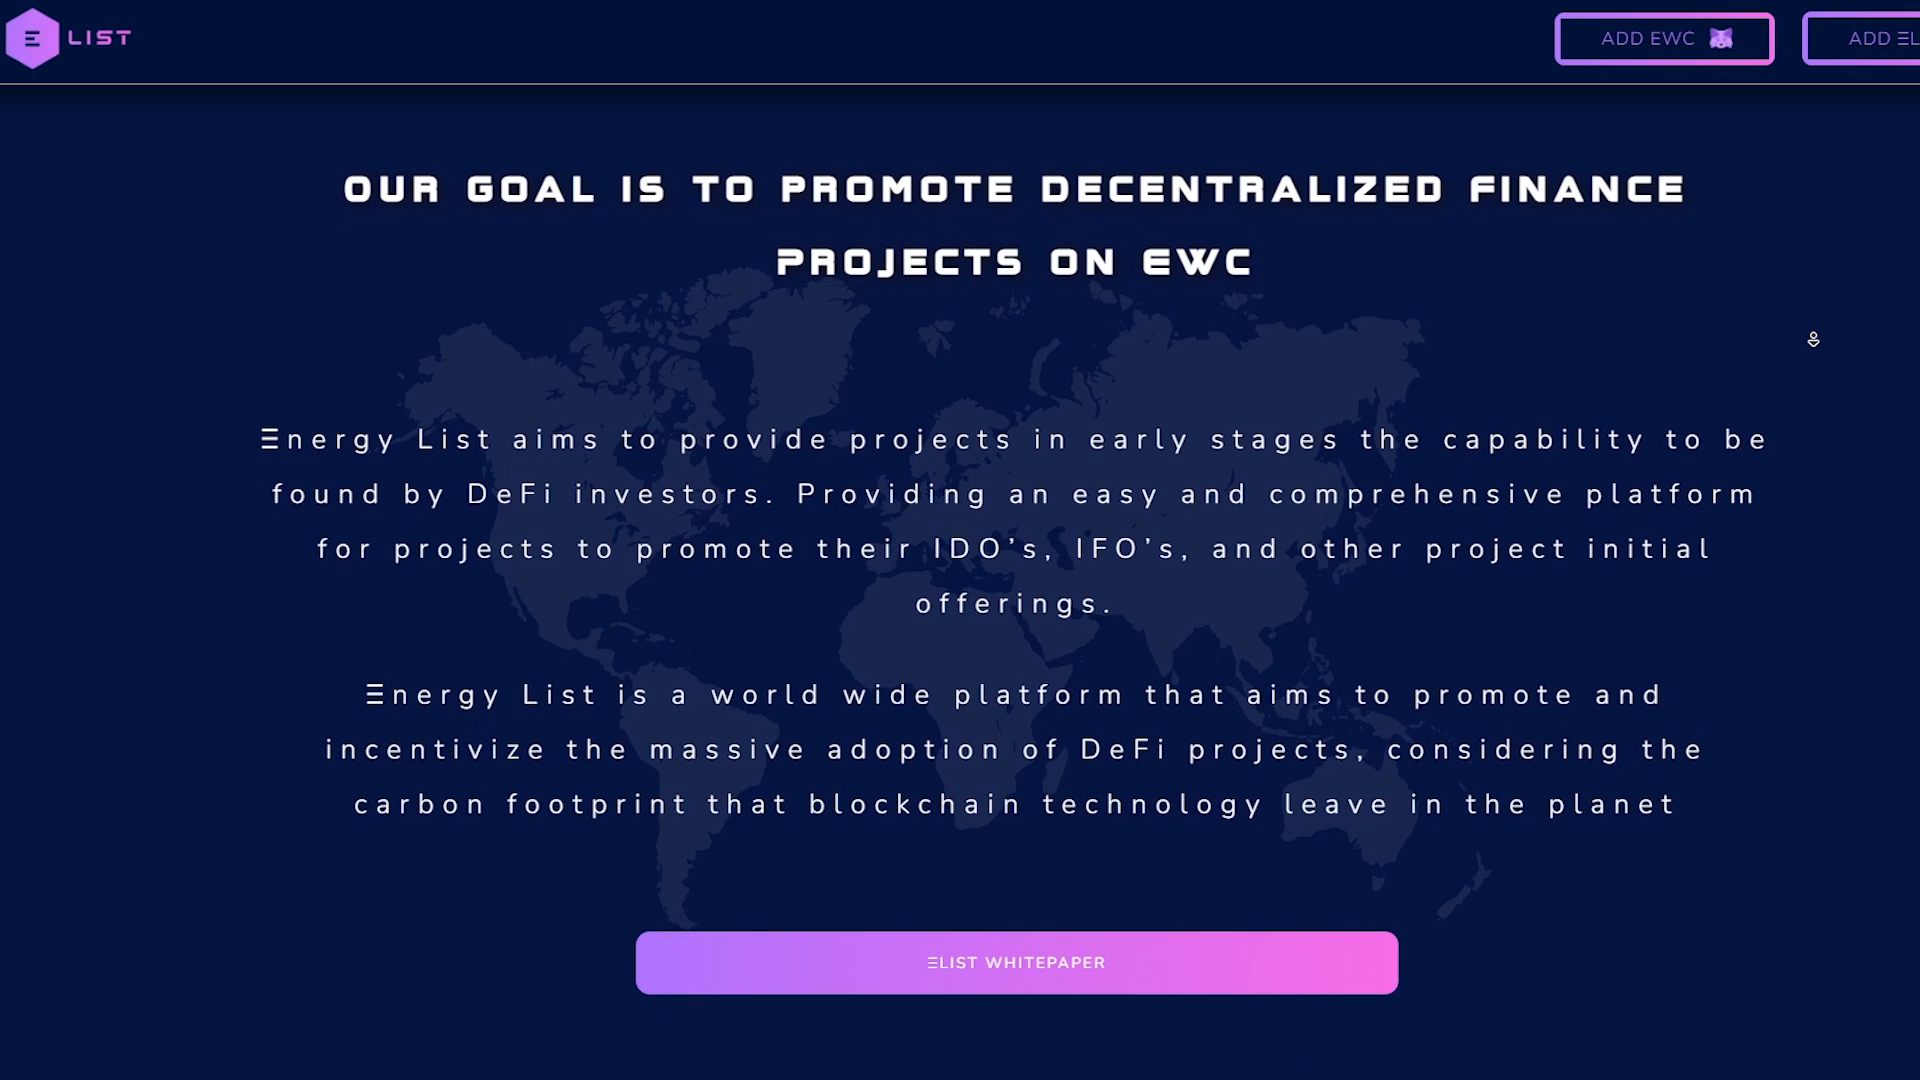 Ξ LIST
ADD EWC
ADD ΞL
OUR GOAL IS TO PROMOTE DECENTRALIZED FINANCE
PROJECTS ON EWC
Ξnergy List aims to provide projects in early stages the capability to be
found by DeFi investors. Providing an easy and comprehensive platform
for projects to promote their IDO’s, IFO’s, and other project initial
offerings.
Ξnergy List is a world wide platform that aims to promote and
incentivize the massive adoption of DeFi projects, considering the
carbon footprint that blockchain technology leave in the planet
ΞLIST WHITEPAPER